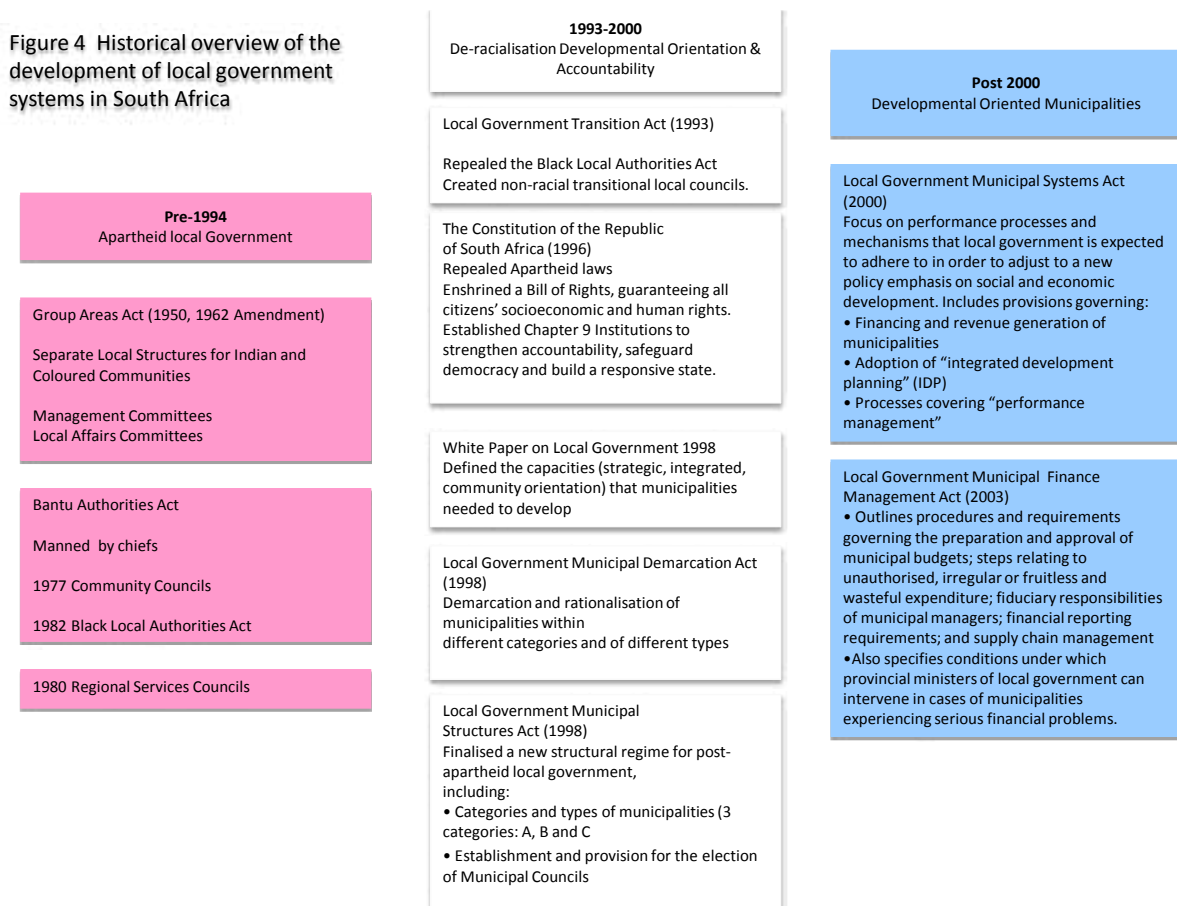 Figure 4 Historical overview of the
development of local government
systems in South Africa
Pre-1994
Apartheid local Government
Group Areas Act (1950, 1962 Amendment)
Separate Local Structures for Indian and
Coloured Communities
Management Committees
Local Affairs Committees
Bantu Authorities Act
Manned by chiefs
1977 Community Councils
1982 Black Local Authorities Act
1980 Regional Services Councils
1993-2000
De-racialisation Developmental Orientation &
Accountability
Local Government Transition Act (1993)
Repealed the Black Local Authorities Act
Created non-racial transitional local councils.
The Constitution of the Republic
of South Africa (1996)
Repealed Apartheid laws
Enshrined a Bill of Rights, guaranteeing all
citizens' socioeconomic and human rights.
Established Chapter 9 Institutions to
strengthen accountability, safeguard
democracy and build a responsive state.
White Paper on Local Government 1998
Defined the capacities (strategic, integrated,
community orientation) that municipalities
needed to develop
Local Government Municipal Demarcation Act
(1998)
Demarcation and rationalisation of
municipalities within
different categories and of different types
Local Government Municipal
Structures Act (1998)
Finalised a new structural regime for post-
apartheid local government,
including:
• Categories and types of municipalities (3
categories: A, B and C
• Establishment and provision for the election
of Municipal Councils
Post 2000
Developmental Oriented Municipalities
Local Government Municipal Systems Act
(2000)
Focus on performance processes and
mechanisms that local government is expected
to adhere to in order to adjust to a new
policy emphasis on social and economic
development. Includes provisions governing:
• Financing and revenue generation of
municipalities
• Adoption of "integrated development
planning" (IDP)
• Processes covering "performance
management"
Local Government Municipal Finance
Management Act (2003)
• Outlines procedures and requirements
governing the preparation and approval of
municipal budgets; steps relating to
unauthorised, irregular or fruitless and
wasteful expenditure; fiduciary responsibilities
of municipal managers; financial reporting
requirements; and supply chain management
•Also specifies conditions under which
provincial ministers of local government can
intervene in cases of municipalities
experiencing serious financial problems.